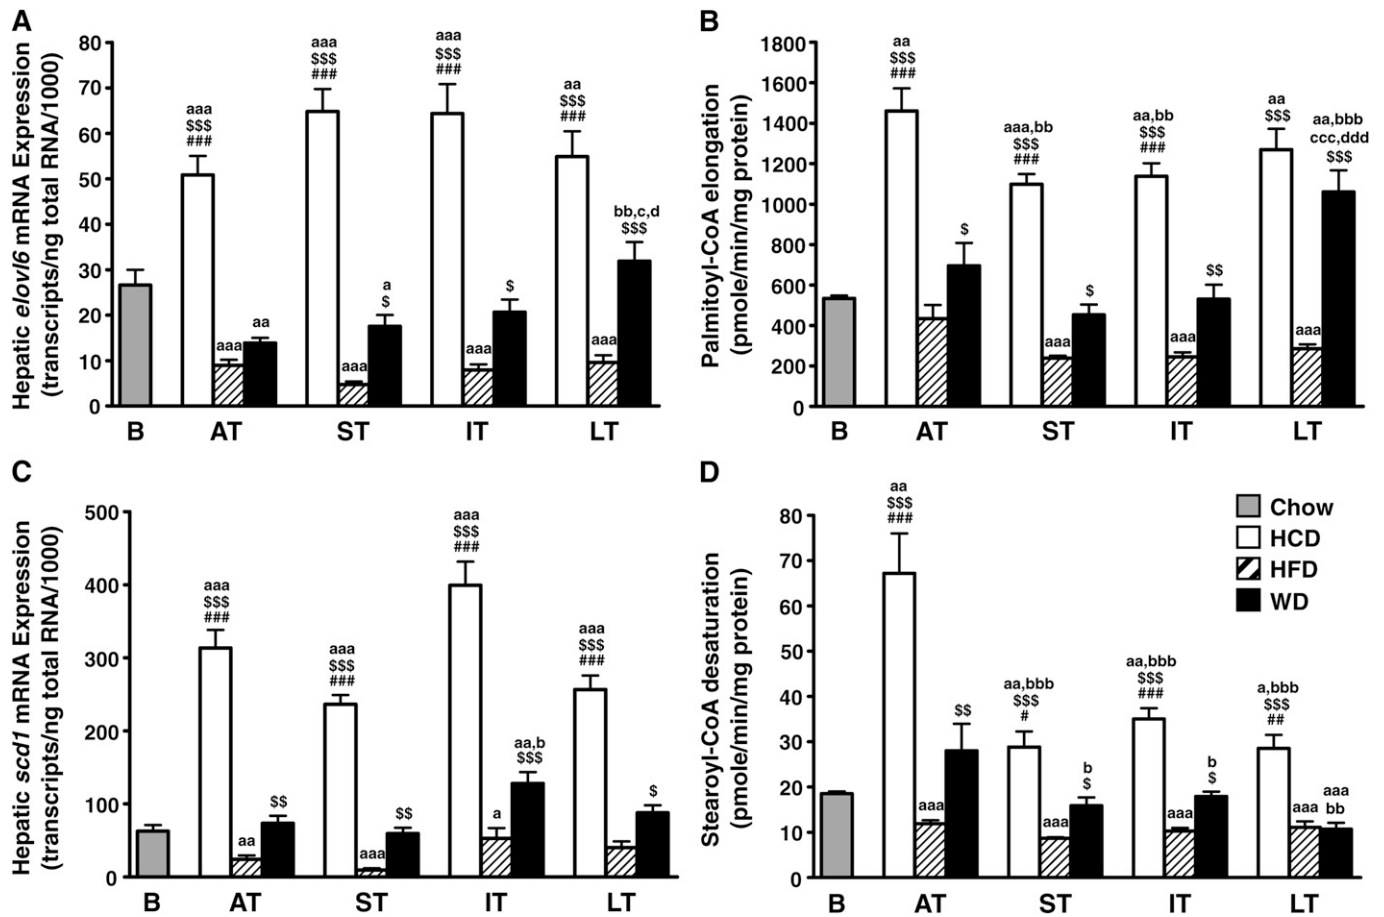 A
Hepatic elovl6 mRNA Expression
(transcripts/ng total RNA/1000)
80
70
60
50
40
30
20
10
0
aaa
$$$
###
aaa
aa
aaa
$$$
###
aaa
a
$
aaa
$$$
###
aaa
$
aa
$$$
###
aaa
bb,c,d
$$$
B AT ST IT LT
B
Palmitoyl-CoA elongation
(pmole/min/mg protein)
1800
1600
1400
1200
1000
800
600
400
200
0
aa
$$$
###
$
aaa,bb
$$$
###
aaa
$
aa,bb
$$$
###
aaa
$$
aa
$$$
aaa
aa,bbb
ccc,ddd
$$$
B AT ST IT LT
C
Hepatic scd1 mRNA Expression
(transcripts/ng total RNA/1000)
500
400
300
200
100
0
aaa
$$$
###
aa
$$
aaa
$$$
###
aaa
$$
aaa
$$$
###
a
aa,b
$$$
aaa
$$$
###
$
B AT ST IT LT
D
Stearoyl-CoA desaturation
(pmole/min/mg protein)
80
70
60
50
40
30
20
10
0
aa
$$$
###
aaa
$$
aa,bbb
$$$
#
aaa
b
$
aa,bbb
$$$
###
aaa
b
$
a,bbb
$$$
##
aaa
aaa
bb
B AT ST IT LT
Chow
HCD
HFD
WD